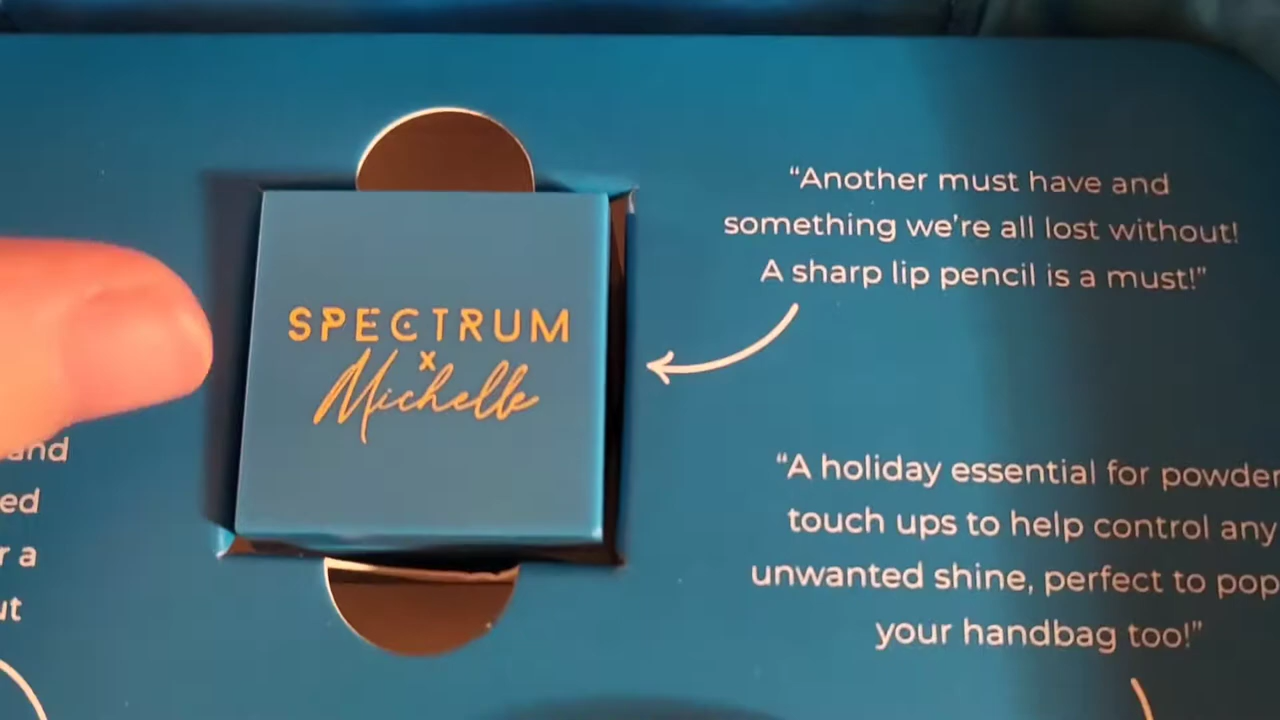 SPECTRUM
x
Michelle
“Another must have and
something we’re all lost without!
A sharp lip pencil is a must!”
and
ed
r a
ut
“A holiday essential for powder
touch ups to help control any
unwanted shine, perfect to pop
your handbag too!”